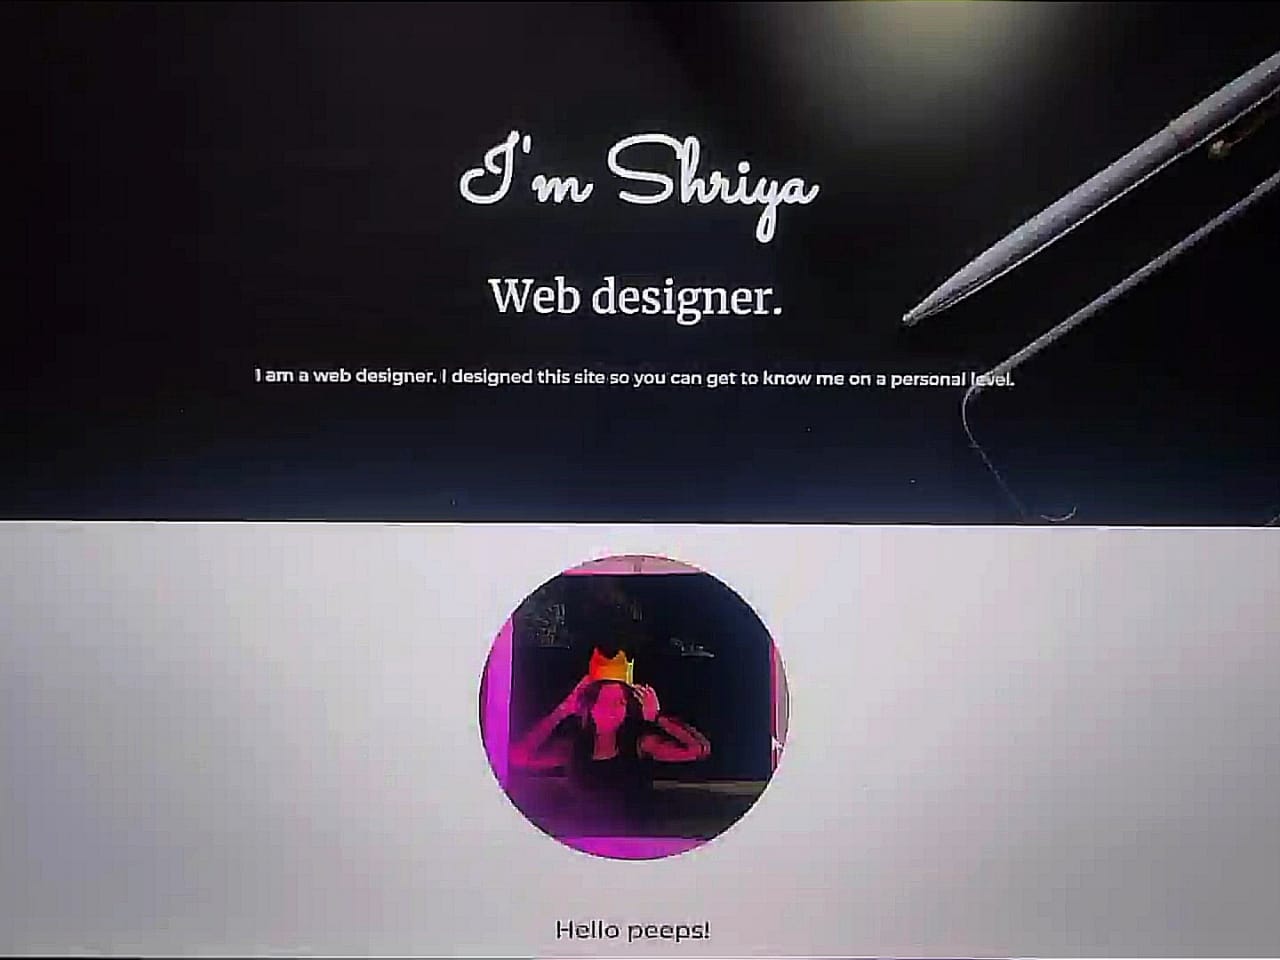 I'm Shriya
Web designer.
I am a web designer. I designed this site so you can get to know me on a personal level.
Hello peeps!